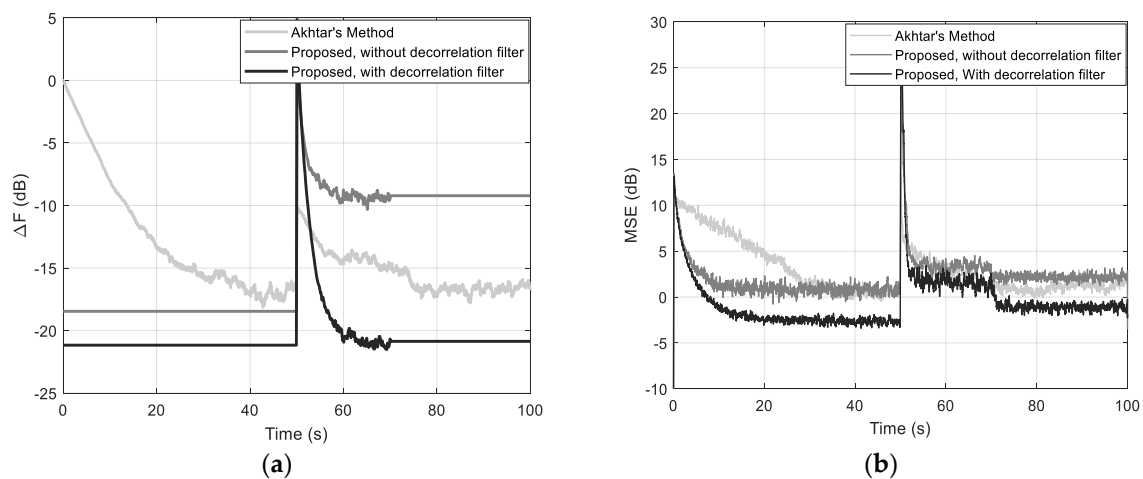 5
0
-5
-10
-15
-20
-25
ΔF (dB)
0 20 40 60 80 100
Time (s)
Akhtar's Method
Proposed, without decorrelation filter
Proposed, with decorrelation filter
(a)
30
25
20
15
10
5
0
-5
-10
MSE (dB)
0 20 40 60 80 100
Time (s)
Akhtar's Method
Proposed, without decorrelation filter
Proposed, With decorrelation filter
(b)